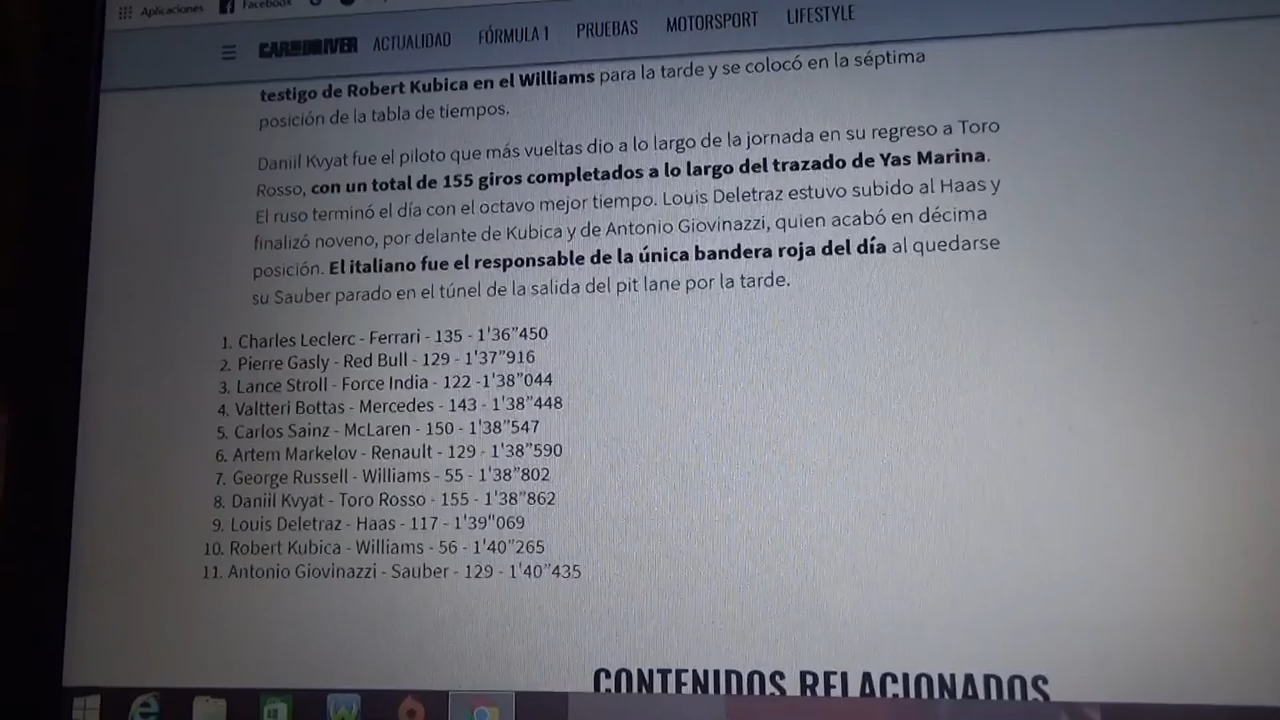 Aplicaciones Facebook
☰ CAR AND DRIVER ACTUALIDAD FÓRMULA 1 PRUEBAS MOTORSPORT LIFESTYLE
testigo de Robert Kubica en el Williams para la tarde y se colocó en la séptima
posición de la tabla de tiempos.
Daniil Kvyat fue el piloto que más vueltas dio a lo largo de la jornada en su regreso a Toro
Rosso, con un total de 155 giros completados a lo largo del trazado de Yas Marina.
El ruso terminó el día con el octavo mejor tiempo. Louis Deletraz estuvo subido al Haas y
finalizó noveno, por delante de Kubica y de Antonio Giovinazzi, quien acabó en décima
posición. El italiano fue el responsable de la única bandera roja del día al quedarse
su Sauber parado en el túnel de la salida del pit lane por la tarde.
1. Charles Leclerc - Ferrari - 135 - 1'36”450
2. Pierre Gasly - Red Bull - 129 - 1'37”916
3. Lance Stroll - Force India - 122 -1'38”044
4. Valtteri Bottas - Mercedes - 143 - 1'38”448
5. Carlos Sainz - McLaren - 150 - 1'38”547
6. Artem Markelov - Renault - 129 - 1'38”590
7. George Russell - Williams - 55 - 1'38”802
8. Daniil Kvyat - Toro Rosso - 155 - 1'38”862
9. Louis Deletraz - Haas - 117 - 1'39"069
10. Robert Kubica - Williams - 56 - 1'40”265
11. Antonio Giovinazzi - Sauber - 129 - 1'40”435
CONTENIDOS RELACIONADOS